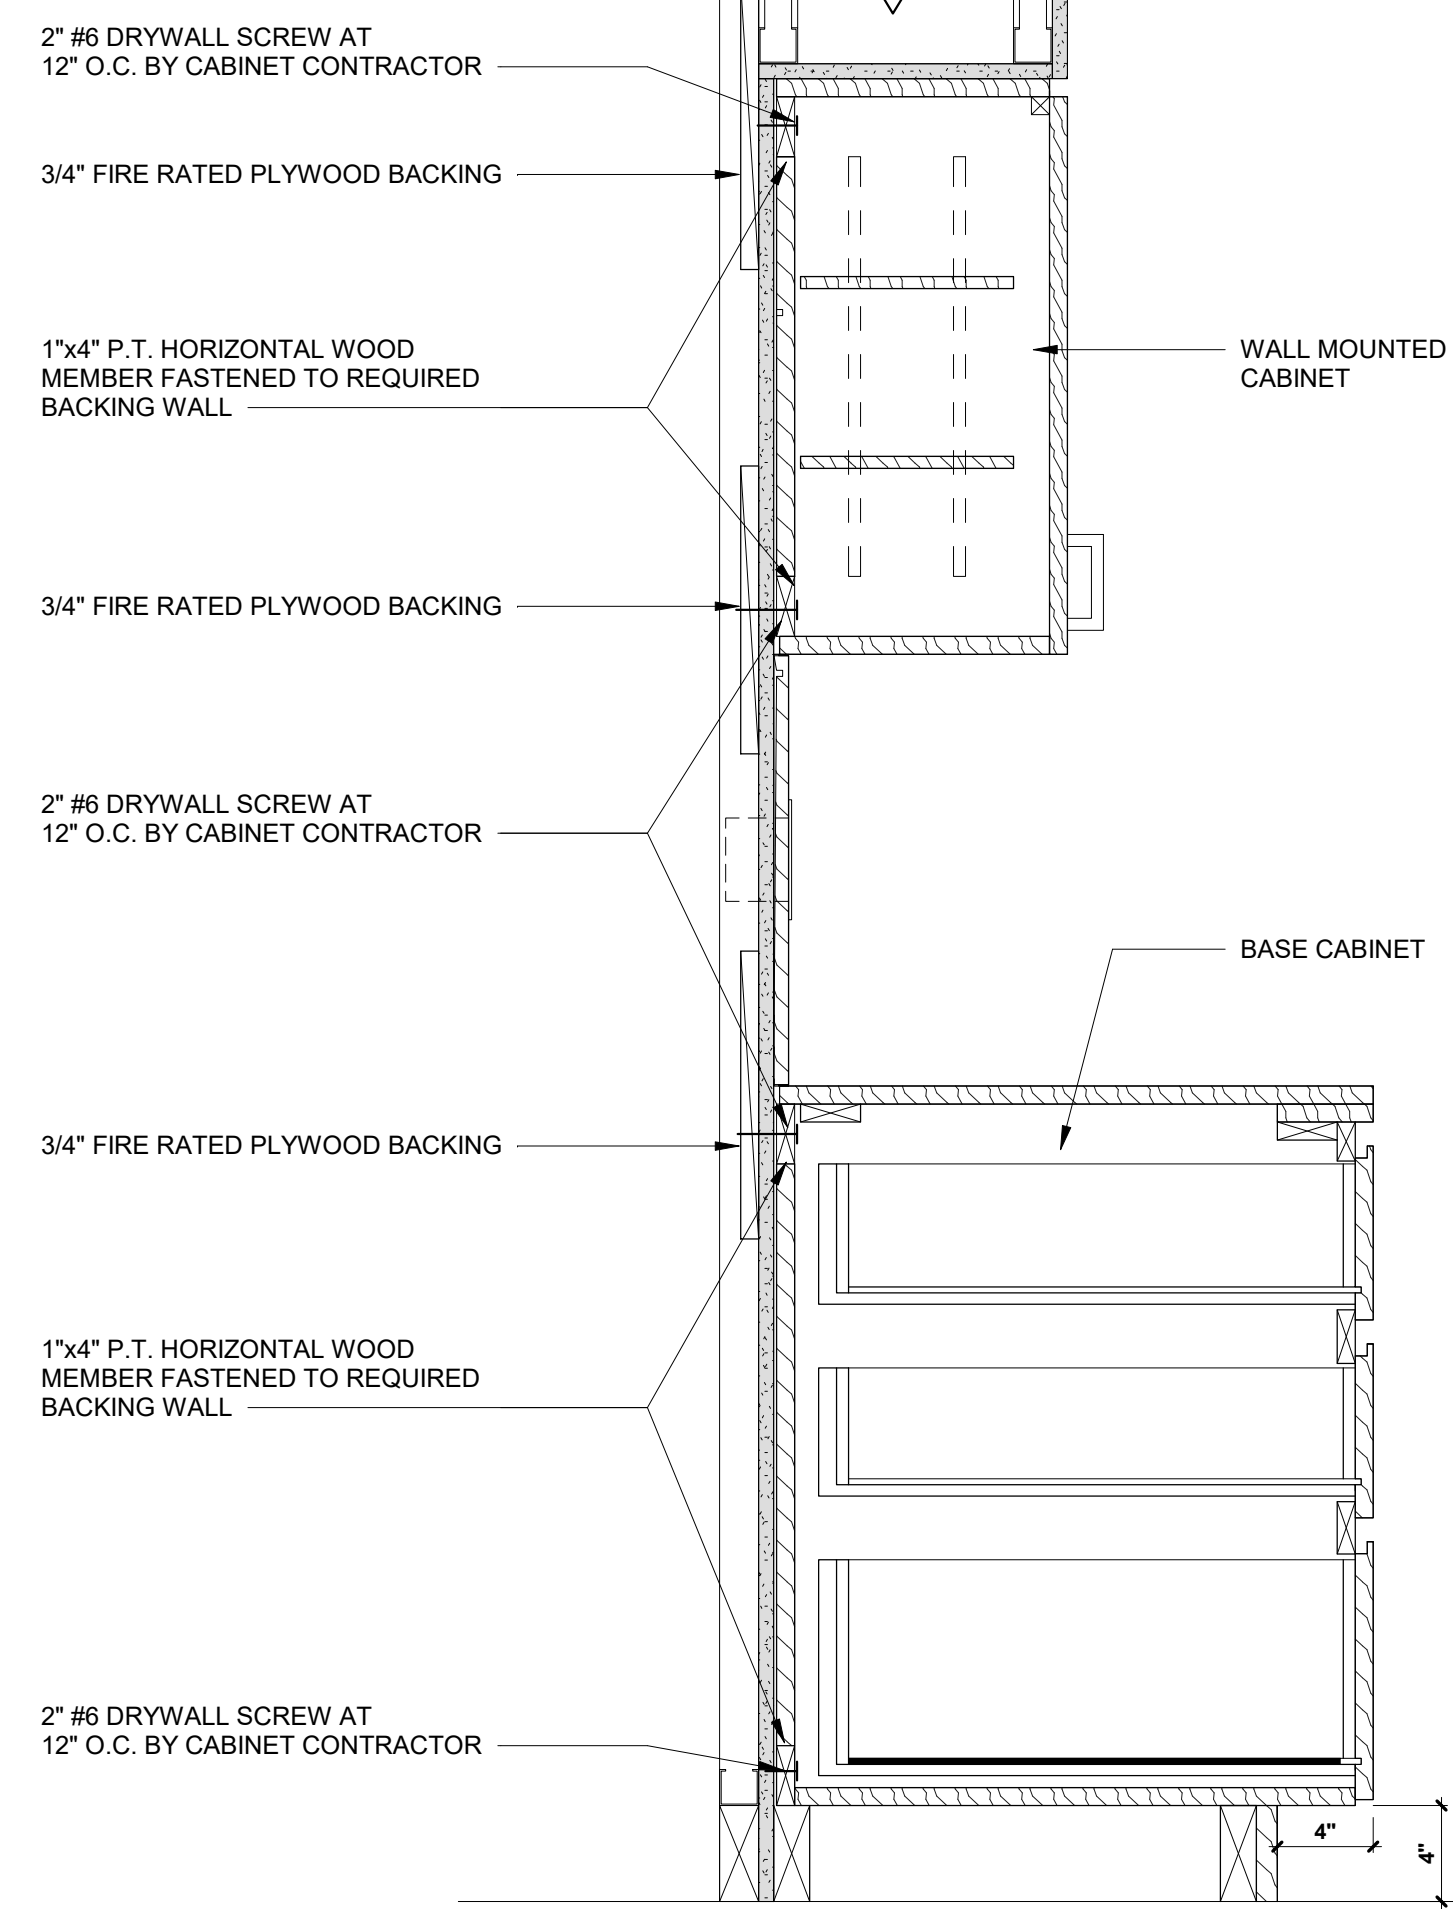 2" #6 DRYWALL SCREW AT
12" O.C. BY CABINET CONTRACTOR
3/4" FIRE RATED PLYWOOD BACKING
1"x4" P.T. HORIZONTAL WOOD
MEMBER FASTENED TO REQUIRED
BACKING WALL
WALL MOUNTED
CABINET
3/4" FIRE RATED PLYWOOD BACKING
2" #6 DRYWALL SCREW AT
12" O.C. BY CABINET CONTRACTOR
BASE CABINET
3/4" FIRE RATED PLYWOOD BACKING
1"x4" P.T. HORIZONTAL WOOD
MEMBER FASTENED TO REQUIRED
BACKING WALL
2" #6 DRYWALL SCREW AT
12" O.C. BY CABINET CONTRACTOR
4"
4"